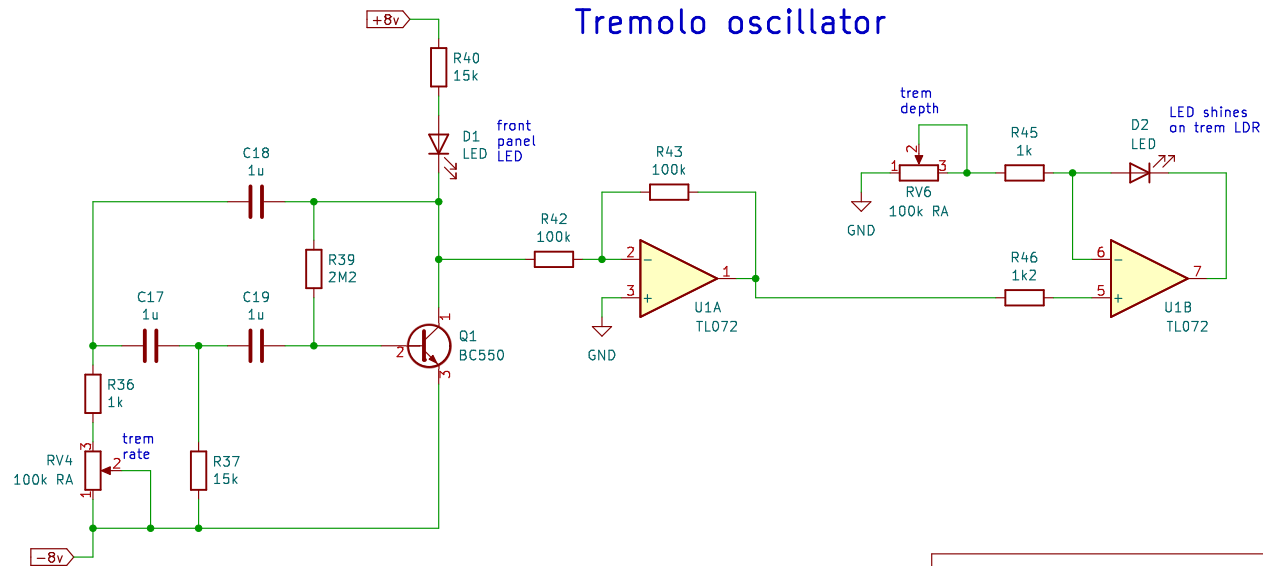 Tremolo oscillator
+8v
R40
15k
D1
LED
front
panel
LED
C18
1u
R39
2M2
C17
1u
C19
1u
Q1
BC550
1
2
3
R36
1k
trem
rate
RV4
100k RA
3
2
1
R37
15k
-8v
R42
100k
R43
100k
2
3
1
-
+
U1A
TL072
GND
trem
depth
2
1
3
RV6
100k RA
GND
R45
1k
R46
1k2
D2
LED
LED shines
on trem LDR
6
5
7
-
+
U1B
TL072